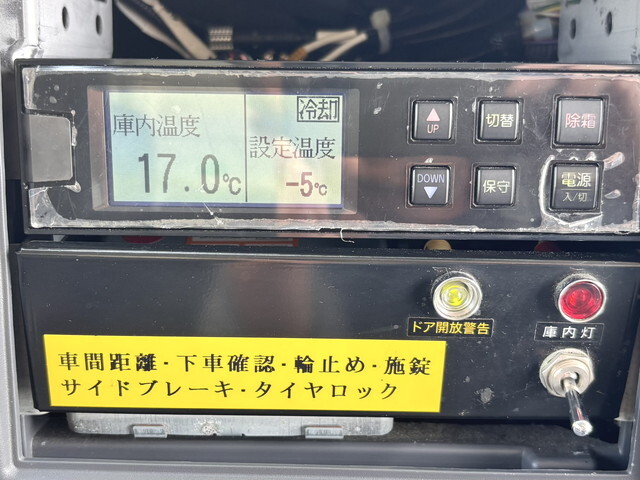 冷却
庫内温度
設定温度
17.0℃
-5℃
UP
切替
除霜
DOWN
保守
電源
入/切
ドア開放警告
庫内灯
車間距離・下車確認・輪止め・施錠
サイドブレーキ・タイヤロック